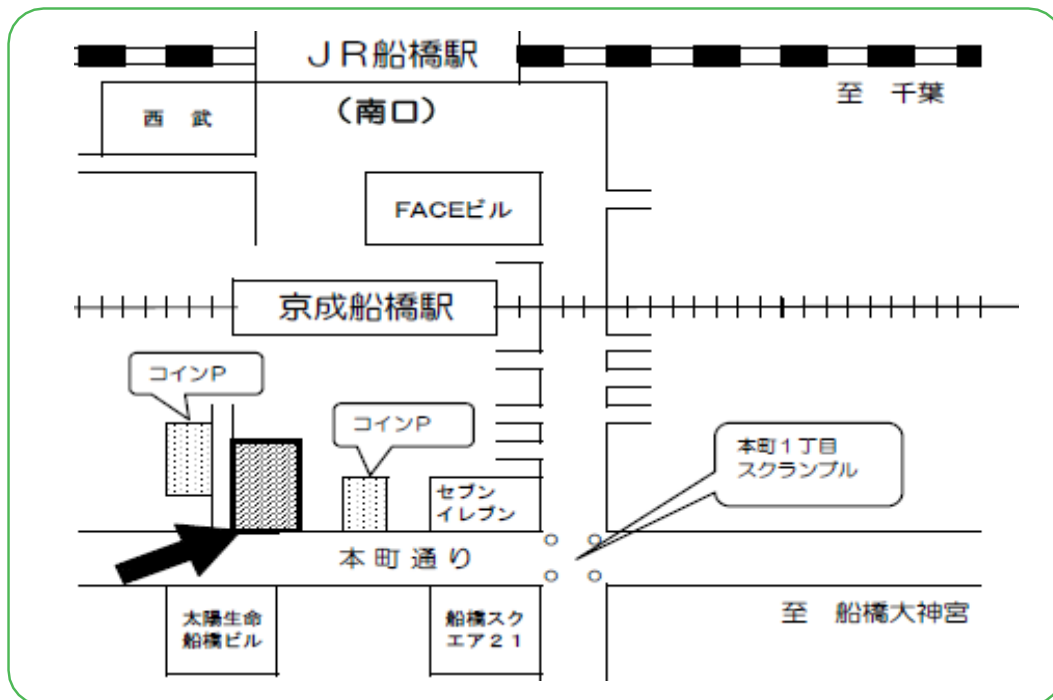 ＪＲ船橋駅
（南口）
至　千葉
西　武
FACEビル
京成船橋駅
コインＰ
コインＰ
本町１丁目
スクランブル
セブン
イレブン
本町通り
太陽生命
船橋ビル
船橋スク
エア２１
至　船橋大神宮